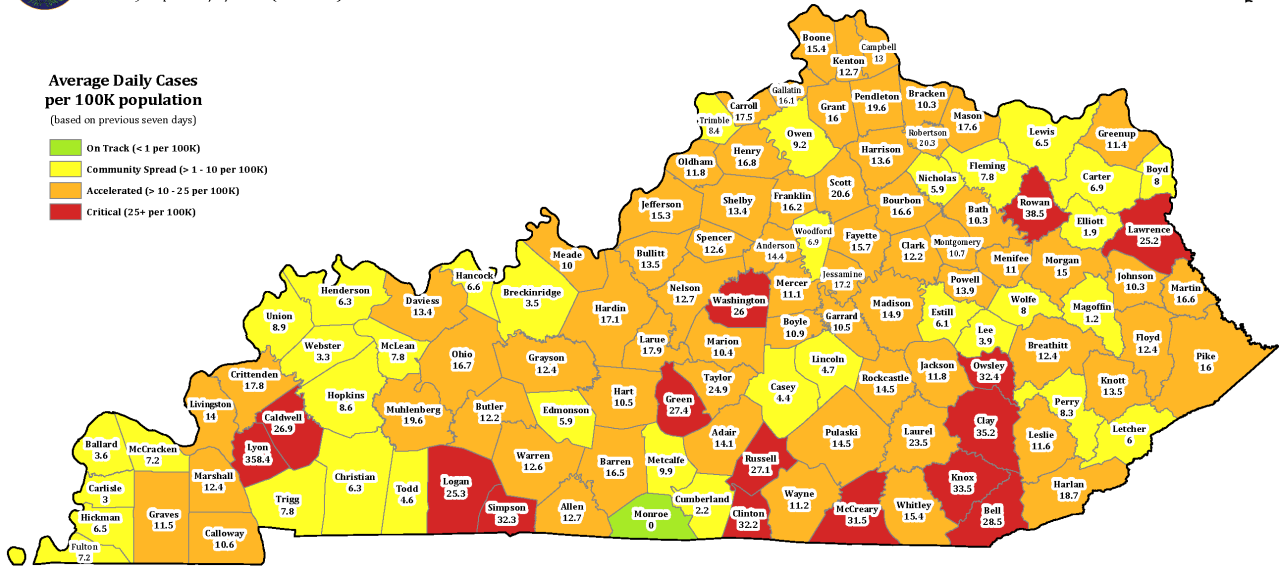 Average Daily Cases
per 100K population
(based on previous seven days)
On Track (< 1 per 100K)
Community Spread (> 1 - 10 per 100K)
Accelerated (> 10 - 25 per 100K)
Critical (25+ per 100K)
Boone
15.4
Kenton
12.7
Campbell
13
Gallatin
16.1
Carroll
17.5
Trimble
8.4
Grant
16
Pendleton
19.6
Bracken
10.3
Mason
17.6
Robertson
20.3
Owen
9.2
Lewis
6.5
Greenup
11.4
Henry
16.8
Oldham
11.8
Harrison
13.6
Fleming
7.8
Nicholas
5.9
Carter
6.9
Boyd
8
Scott
20.6
Jefferson
15.3
Shelby
13.4
Franklin
16.2
Bourbon
16.6
Bath
10.3
Rowan
38.5
Elliott
1.9
Lawrence
25.2
Spencer
12.6
Anderson
14.4
Woodford
6.9
Fayette
15.7
Clark
12.2
Montgomery
10.7
Menifee
11
Morgan
15
Johnson
10.3
Martin
16.6
Meade
10
Bullitt
13.5
Hancock
6.6
Breckinridge
3.5
Nelson
12.7
Washington
26
Mercer
11.1
Jessamine
17.2
Powell
13.9
Wolfe
8
Magoffin
1.2
Henderson
6.3
Daviess
13.4
Hardin
17.1
Boyle
10.9
Garrard
10.5
Madison
14.9
Estill
6.1
Lee
3.9
Breathitt
12.4
Floyd
12.4
Pike
16
Union
8.9
Webster
3.3
McLean
7.8
Ohio
16.7
Grayson
12.4
Larue
17.9
Marion
10.4
Lincoln
4.7
Rockcastle
14.5
Jackson
11.8
Owsley
32.4
Knott
13.5
Crittenden
17.8
Livingston
14
Hopkins
8.6
Muhlenberg
19.6
Butler
12.2
Edmonson
5.9
Hart
10.5
Green
27.4
Taylor
24.9
Casey
4.4
Perry
8.3
Caldwell
26.9
Lyon
358.4
Clay
35.2
Leslie
11.6
Letcher
6
Adair
14.1
Pulaski
14.5
Laurel
23.5
Ballard
3.6
McCracken
7.2
Warren
12.6
Barren
16.5
Metcalfe
9.9
Russell
27.1
Carlisle
3
Marshall
12.4
Christian
6.3
Todd
4.6
Logan
25.3
Knox
33.5
Harlan
18.7
Trigg
7.8
Simpson
32.3
Allen
12.7
Monroe
0
Cumberland
2.2
Clinton
32.2
Wayne
11.2
McCreary
31.5
Whitley
15.4
Bell
28.5
Hickman
6.5
Graves
11.5
Calloway
10.6
Fulton
7.2